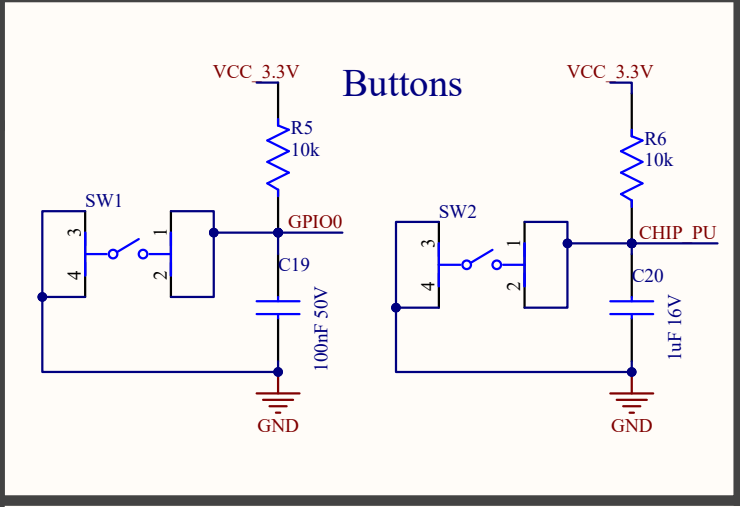 Buttons
VCC_3.3V
R5
10k
SW1
3
4
1
2
GPIO0
C19
100nF 50V
GND
VCC_3.3V
R6
10k
SW2
3
4
1
2
CHIP_PU
C20
1uF 16V
GND